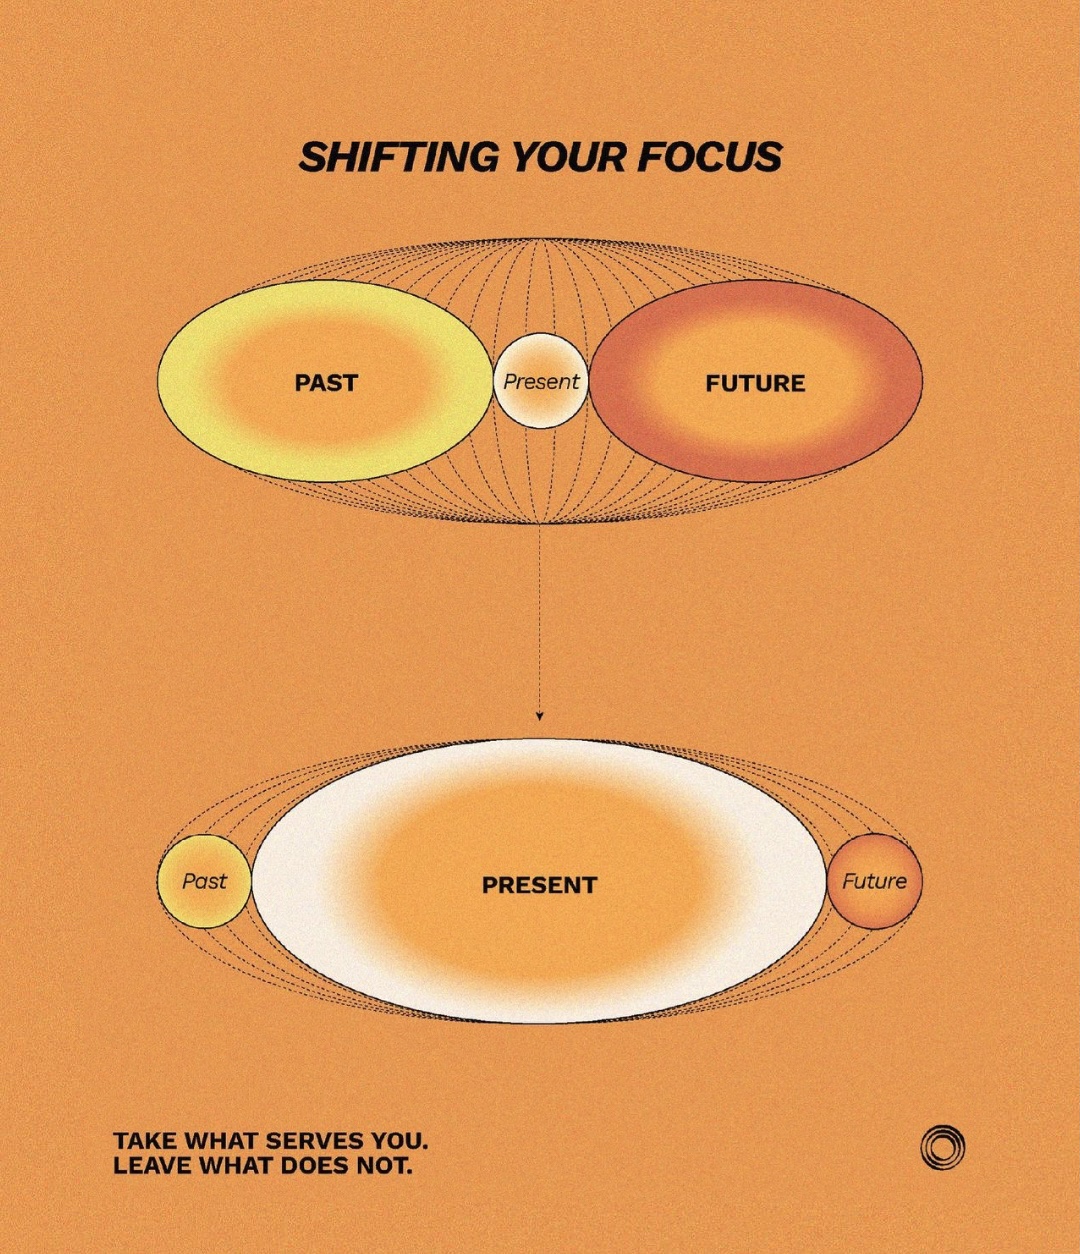 SHIFTING YOUR FOCUS
PAST
Present
FUTURE
Past
PRESENT
Future
TAKE WHAT SERVES YOU.
LEAVE WHAT DOES NOT.